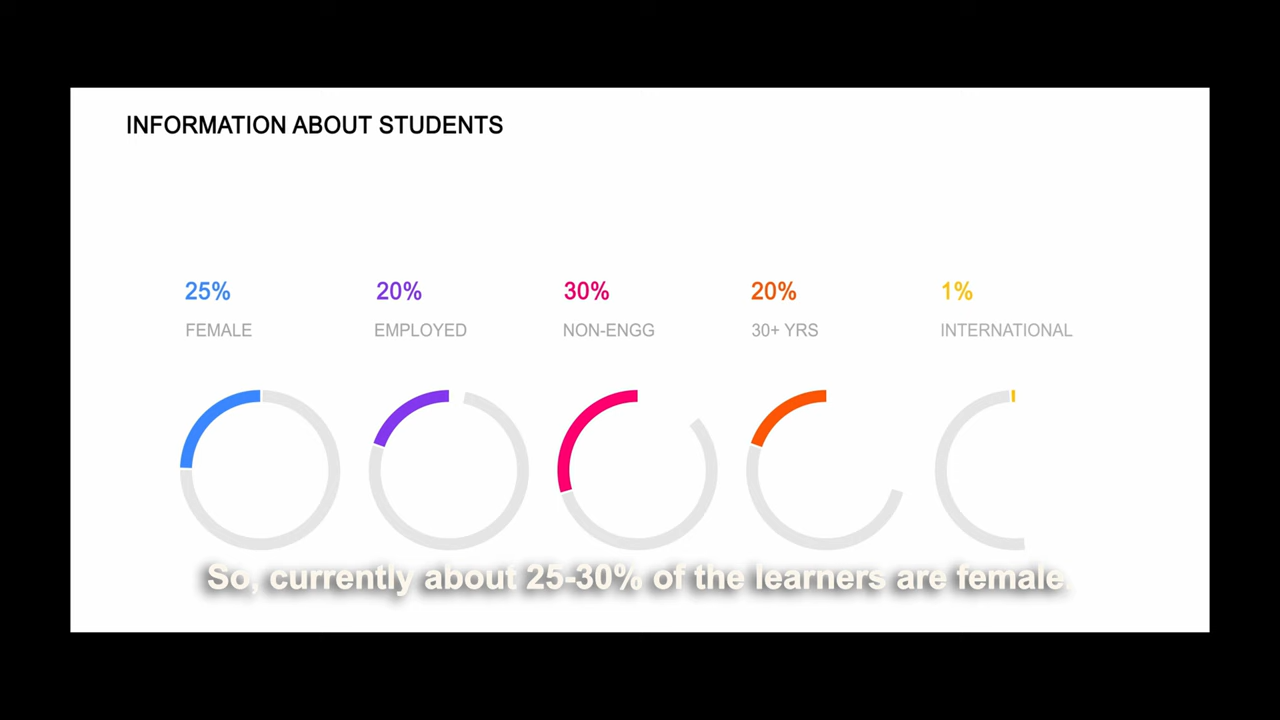 INFORMATION ABOUT STUDENTS
25% 20% 30% 20% 1%
FEMALE EMPLOYED NON-ENGG 30+ YRS INTERNATIONAL
So, currently about 25-30% of the learners are female.